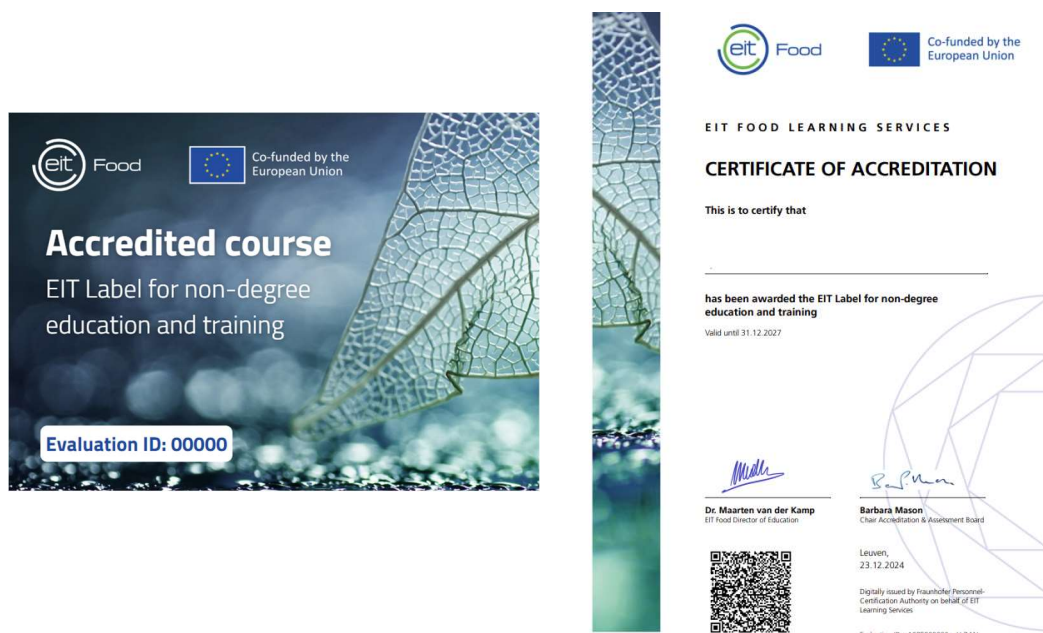 eit Food
Co-funded by the
European Union
Accredited course
EIT Label for non-degree
education and training
Evaluation ID: 00000
eit Food
Co-funded by the
European Union
EIT FOOD LEARNING SERVICES
CERTIFICATE OF ACCREDITATION
This is to certify that
has been awarded the EIT Label for non-degree
education and training
Valid until 31.12.2027
Dr. Maarten van der Kamp
EIT Food Director of Education
Barbara Mason
Chair Accreditation & Assessment Board
Leuven,
23.12.2024
Digitally issued by Fraunhofer Personnel-
Certification Authority on behalf of EIT
Learning Services